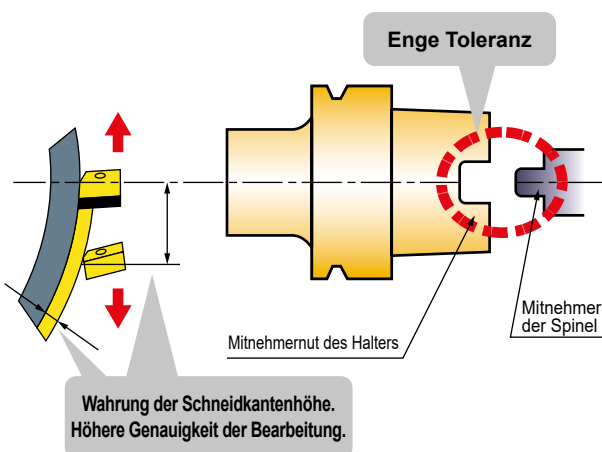 Enge Toleranz
Mitnehmer
der Spinel
Mitnehmernut des Halters
Wahrung der Schneidkantenhöhe.
Höhere Genauigkeit der Bearbeitung.